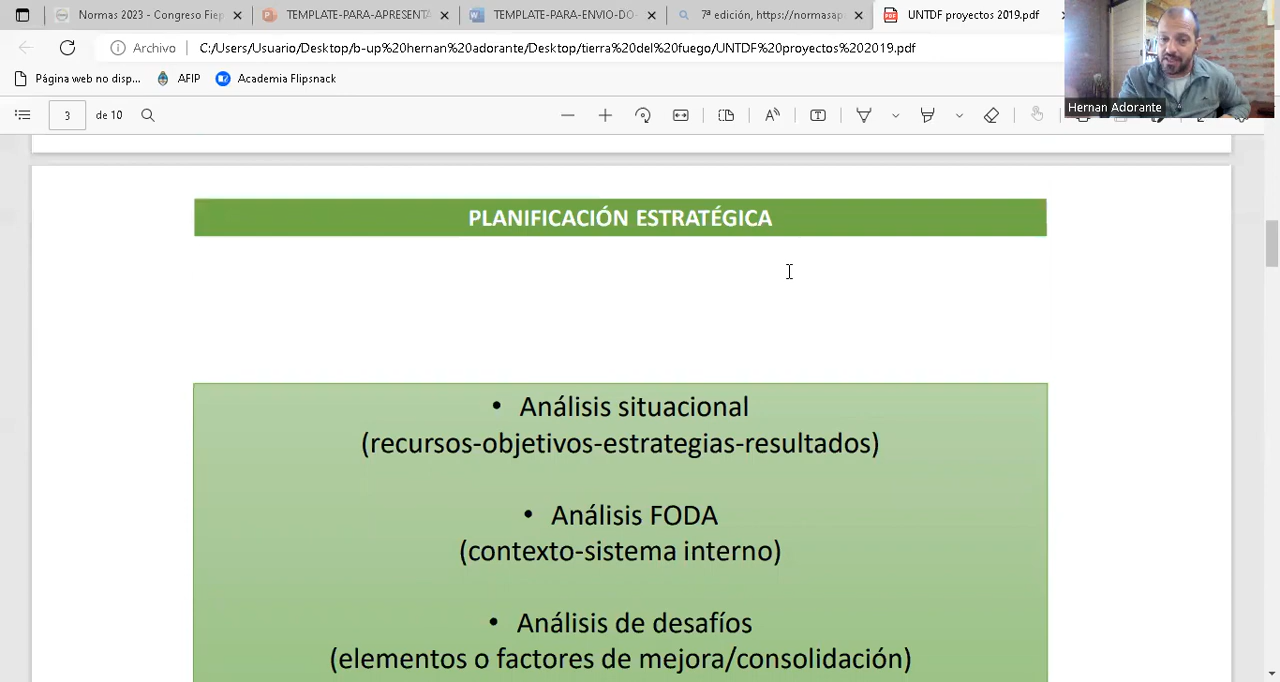 Normas 2023 - Congreso Fiep
TEMPLATE-PARA-APRESENTA
TEMPLATE-PARA-ENVIO-DO-
7ª edición, https://normasap
UNTDF proyectos 2019.pdf
Archivo
C:/Users/Usuario/Desktop/b-up%20hernan%20adorante/Desktop/tierra%20del%20fuego/UNTDF%20proyectos%202019.pdf
Página web no disp...
AFIP
Academia Flipsnack
3
de 10
Hernan Adorante
PLANIFICACIÓN ESTRATÉGICA
• Análisis situacional
(recursos-objetivos-estrategias-resultados)
• Análisis FODA
(contexto-sistema interno)
• Análisis de desafíos
(elementos o factores de mejora/consolidación)